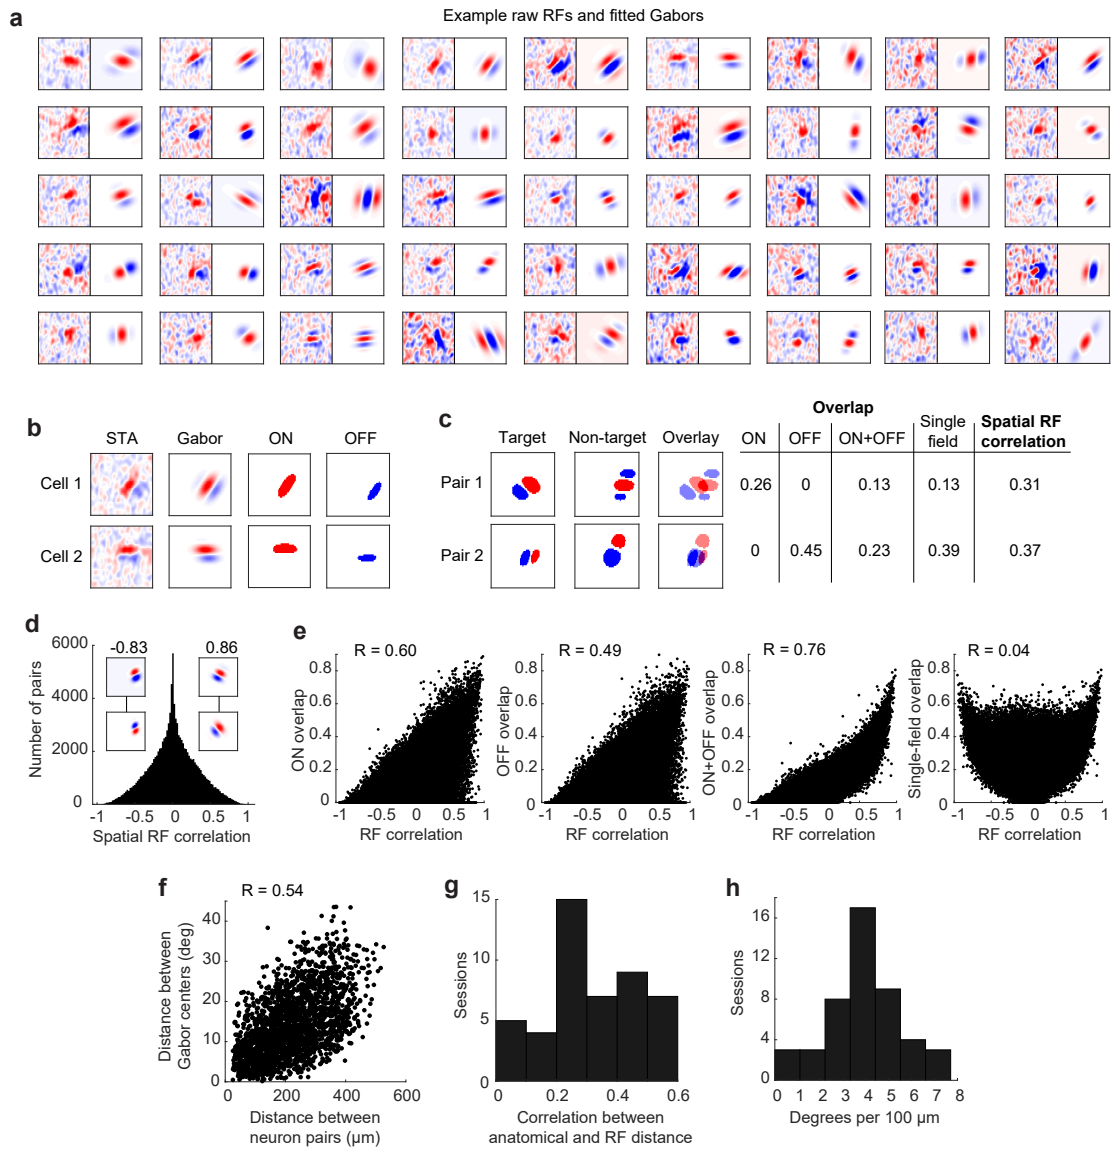 a
Example raw RFs and fitted Gabors
b
STA Gabor ON OFF
Cell 1
Cell 2
c
Target Non-target Overlay
Pair 1
Pair 2
Overlap
ON OFF ON+OFF Single field Spatial RF correlation
0.26 0 0.13 0.13 0.31
0 0.45 0.23 0.39 0.37
d
Number of pairs
6000
4000
2000
0
-0.83 0.86
-1 -0.5 0 0.5 1
Spatial RF correlation
e
R = 0.60
ON overlap
0.8
0.6
0.4
0.2
0
-1 -0.5 0 0.5 1
RF correlation
R = 0.49
OFF overlap
0.8
0.6
0.4
0.2
0
-1 -0.5 0 0.5 1
RF correlation
R = 0.76
ON+OFF overlap
0.8
0.6
0.4
0.2
0
-1 -0.5 0 0.5 1
RF correlation
R = 0.04
Single-field overlap
0.8
0.6
0.4
0.2
0
-1 -0.5 0 0.5 1
RF correlation
f
R = 0.54
Distance between
Gabor centers (deg)
40
30
20
10
0
0 200 400 600
Distance between
neuron pairs (μm)
g
Sessions
15
10
5
0
0 0.2 0.4 0.6
Correlation between
anatomical and RF distance
h
Sessions
16
12
8
4
0
0 1 2 3 4 5 6 7 8
Degrees per 100 μm